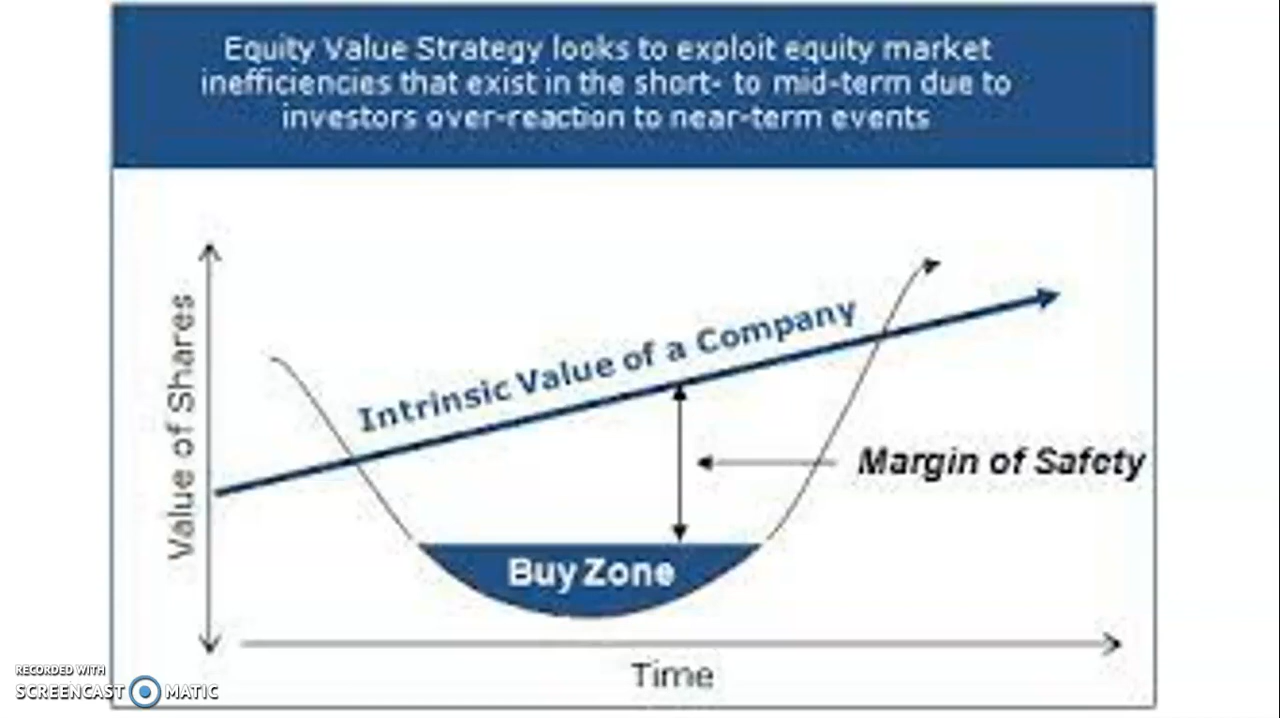 Equity Value Strategy looks to exploit equity market
inefficiencies that exist in the short- to mid-term due to
investors over-reaction to near-term events
Value of Shares
Intrinsic Value of a Company
Margin of Safety
Buy Zone
Time
RECORDED WITH
SCREENCAST MATIC